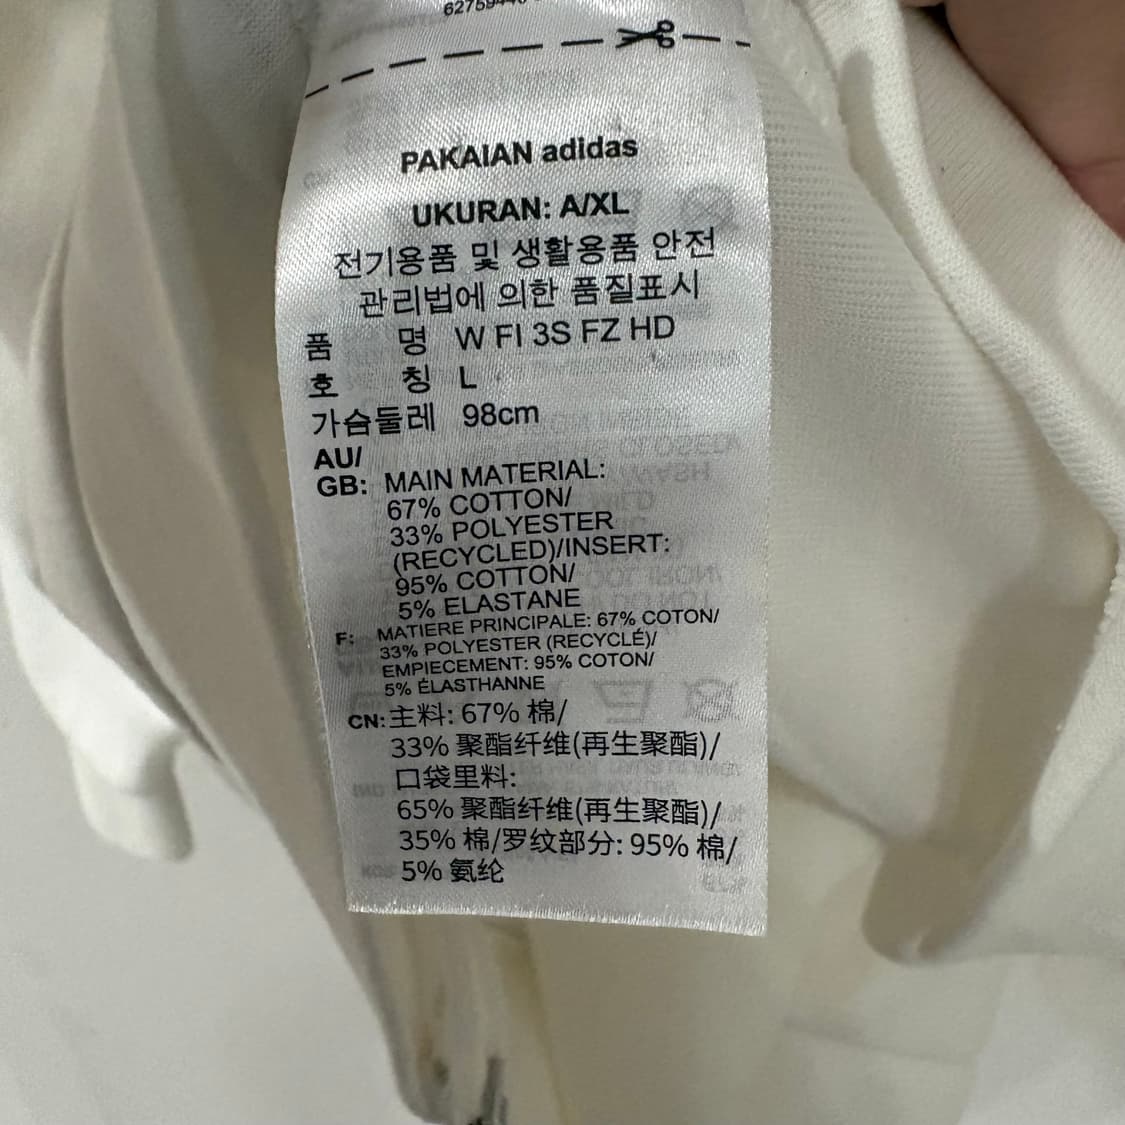 PAKAIAN adidas
UKURAN: A/XL
전기용품 및 생활용품 안전
관리법에 의한 품질표시
품 명 W FI 3S FZ HD
호 칭 L
가슴둘레 98cm
AU/
GB: MAIN MATERIAL:
67% COTTON/
33% POLYESTER
(RECYCLED)/INSERT:
95% COTTON/
5% ELASTANE
F: MATIERE PRINCIPALE: 67% COTON/
33% POLYESTER (RECYCLÉ)/
EMPIECEMENT: 95% COTON/
5% ÉLASTHANNE
CN: 主料: 67% 棉/
33% 聚酯纤维(再生聚酯)/
口袋里料:
65% 聚酯纤维(再生聚酯)/
35% 棉/罗纹部分: 95% 棉/
5% 氨纶